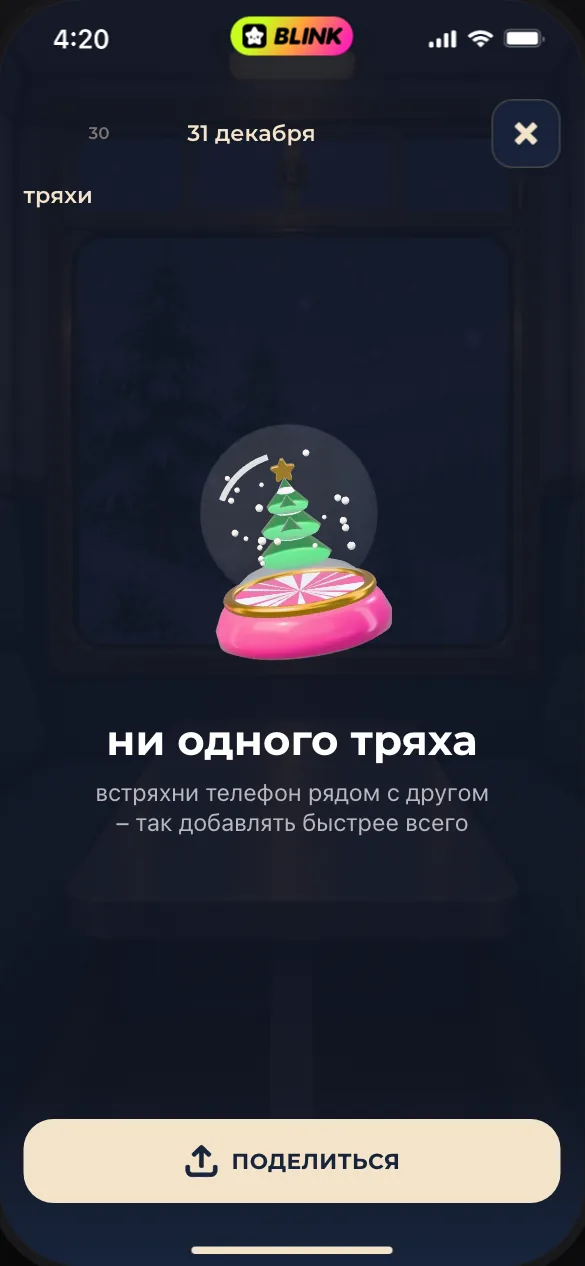 4:20
BLINK
30
31 декабря
тряхи
ни одного тряха
встряхни телефон рядом с другом
– так добавлять быстрее всего
ПОДЕЛИТЬСЯ